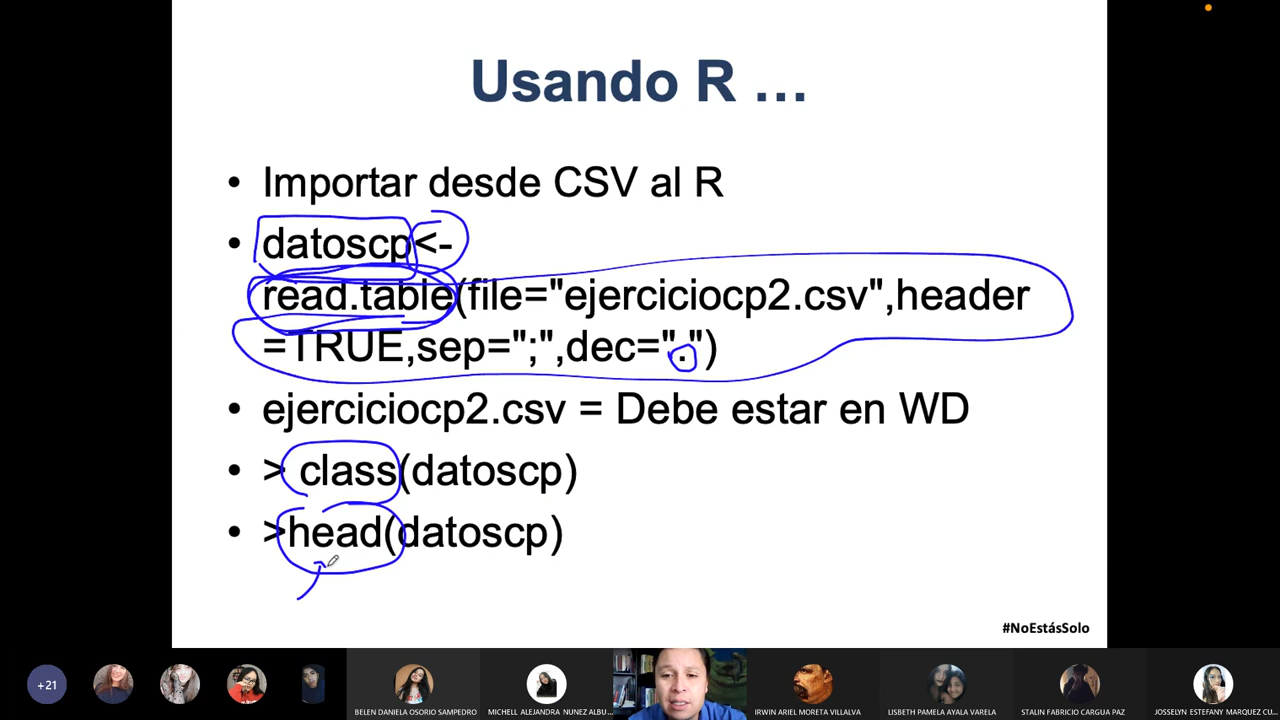 Usando R …
• Importar desde CSV al R
• datoscp<-
read.table(file="ejerciciocp2.csv",header
=TRUE,sep=";",dec=".")
• ejerciciocp2.csv = Debe estar en WD
• > class(datoscp)
• >head(datoscp)
#NoEstásSolo
+21
BELEN DANIELA OSORIO SAMPEDRO
MICHELL ALEJANDRA NUNEZ ALBU...
IRWIN ARIEL MORETA VILLALVA
LISBETH PAMELA AYALA VARELA
STALIN FABRICIO CARGUA PAZ
JOSSELYN ESTEFANY MARQUEZ CU...